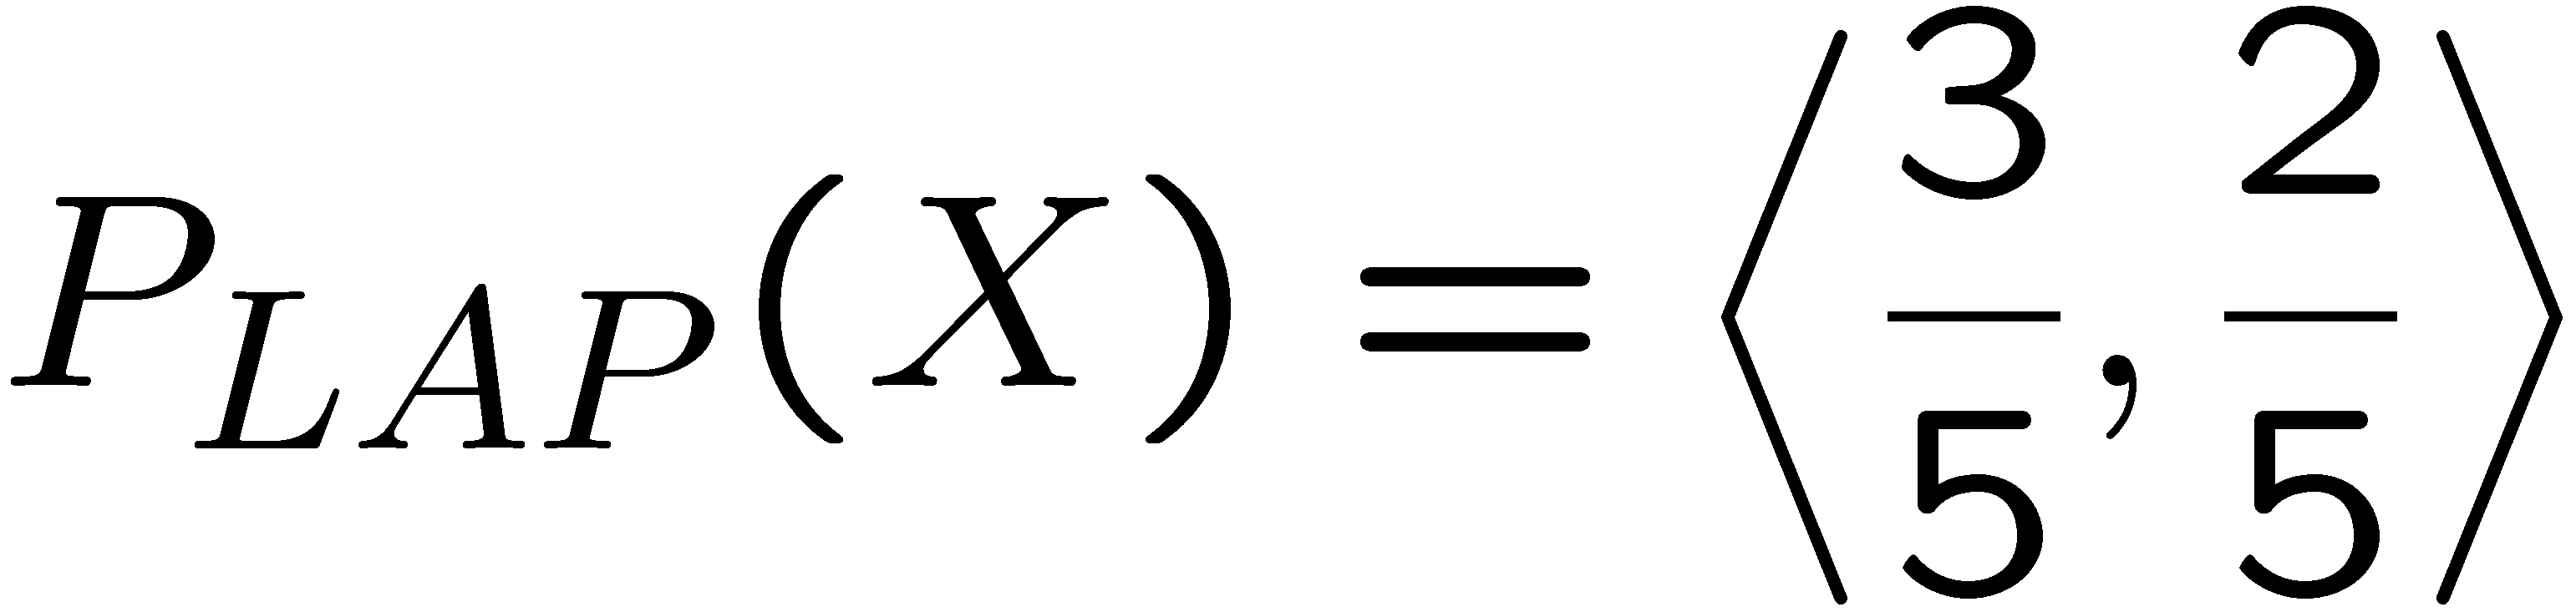 P_{LAP}(X) = ⟨3/5, 2/5⟩